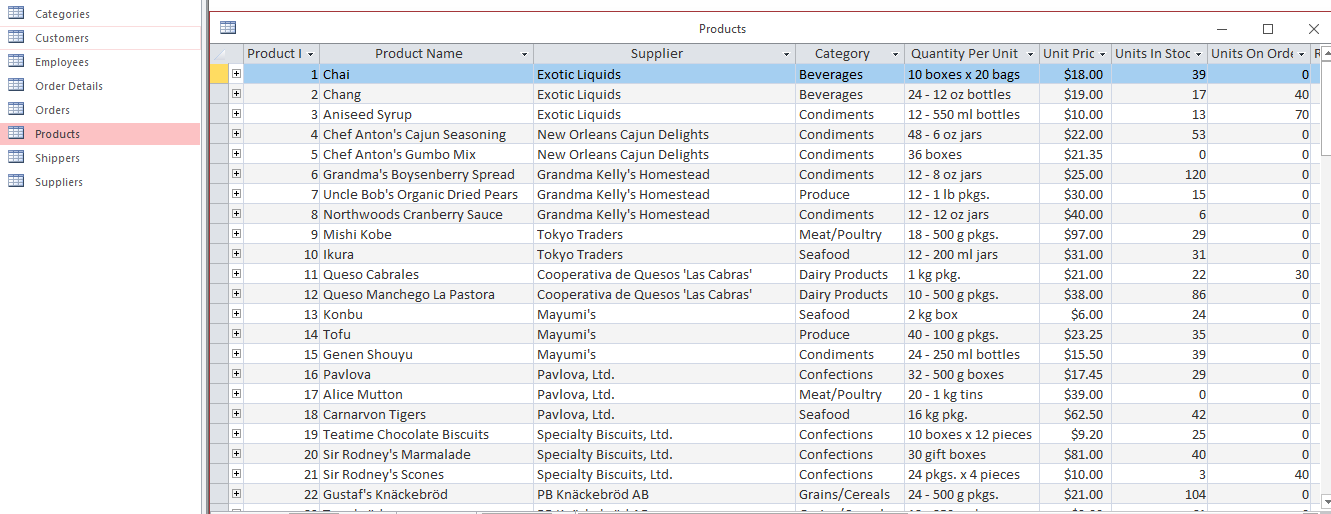 Categories
Customers
Employees
Order Details
Orders
Products
Shippers
Suppliers
Products
Product I Product Name Supplier Category Quantity Per Unit Unit Pric Units In Stoc Units On Orde R
1 Chai Exotic Liquids Beverages 10 boxes x 20 bags $18.00 39 0
2 Chang Exotic Liquids Beverages 24 - 12 oz bottles $19.00 17 40
3 Aniseed Syrup Exotic Liquids Condiments 12 - 550 ml bottles $10.00 13 70
4 Chef Anton's Cajun Seasoning New Orleans Cajun Delights Condiments 48 - 6 oz jars $22.00 53 0
5 Chef Anton's Gumbo Mix New Orleans Cajun Delights Condiments 36 boxes $21.35 0 0
6 Grandma's Boysenberry Spread Grandma Kelly's Homestead Condiments 12 - 8 oz jars $25.00 120 0
7 Uncle Bob's Organic Dried Pears Grandma Kelly's Homestead Produce 12 - 1 lb pkgs. $30.00 15 0
8 Northwoods Cranberry Sauce Grandma Kelly's Homestead Condiments 12 - 12 oz jars $40.00 6 0
9 Mishi Kobe Tokyo Traders Meat/Poultry 18 - 500 g pkgs. $97.00 29 0
10 Ikura Tokyo Traders Seafood 12 - 200 ml jars $31.00 31 0
11 Queso Cabrales Cooperativa de Quesos 'Las Cabras' Dairy Products 1 kg pkg. $21.00 22 30
12 Queso Manchego La Pastora Cooperativa de Quesos 'Las Cabras' Dairy Products 10 - 500 g pkgs. $38.00 86 0
13 Konbu Mayumi's Seafood 2 kg box $6.00 24 0
14 Tofu Mayumi's Produce 40 - 100 g pkgs. $23.25 35 0
15 Genen Shouyu Mayumi's Condiments 24 - 250 ml bottles $15.50 39 0
16 Pavlova Pavlova, Ltd. Confections 32 - 500 g boxes $17.45 29 0
17 Alice Mutton Pavlova, Ltd. Meat/Poultry 20 - 1 kg tins $39.00 0 0
18 Carnarvon Tigers Pavlova, Ltd. Seafood 16 kg pkg. $62.50 42 0
19 Teatime Chocolate Biscuits Specialty Biscuits, Ltd. Confections 10 boxes x 12 pieces $9.20 25 0
20 Sir Rodney's Marmalade Specialty Biscuits, Ltd. Confections 30 gift boxes $81.00 40 0
21 Sir Rodney's Scones Specialty Biscuits, Ltd. Confections 24 pkgs. x 4 pieces $10.00 3 40
22 Gustaf's Knäckebröd PB Knäckebröd AB Grains/Cereals 24 - 500 g pkgs. $21.00 104 0